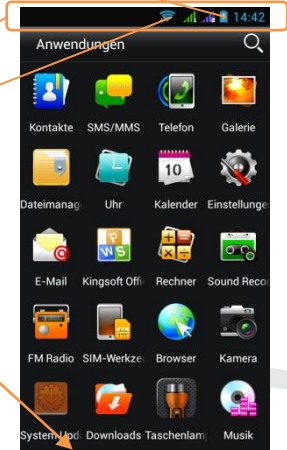 14:42
Anwendungen
Kontakte SMS/MMS Telefon Galerie
10
Dateimanag Uhr Kalender Einstellunge
P
W S
E-Mail Kingsoft Offi Rechner Sound Reco
FM Radio SIM-Werkze Browser Kamera
System Upd Downloads Taschenlam Musik